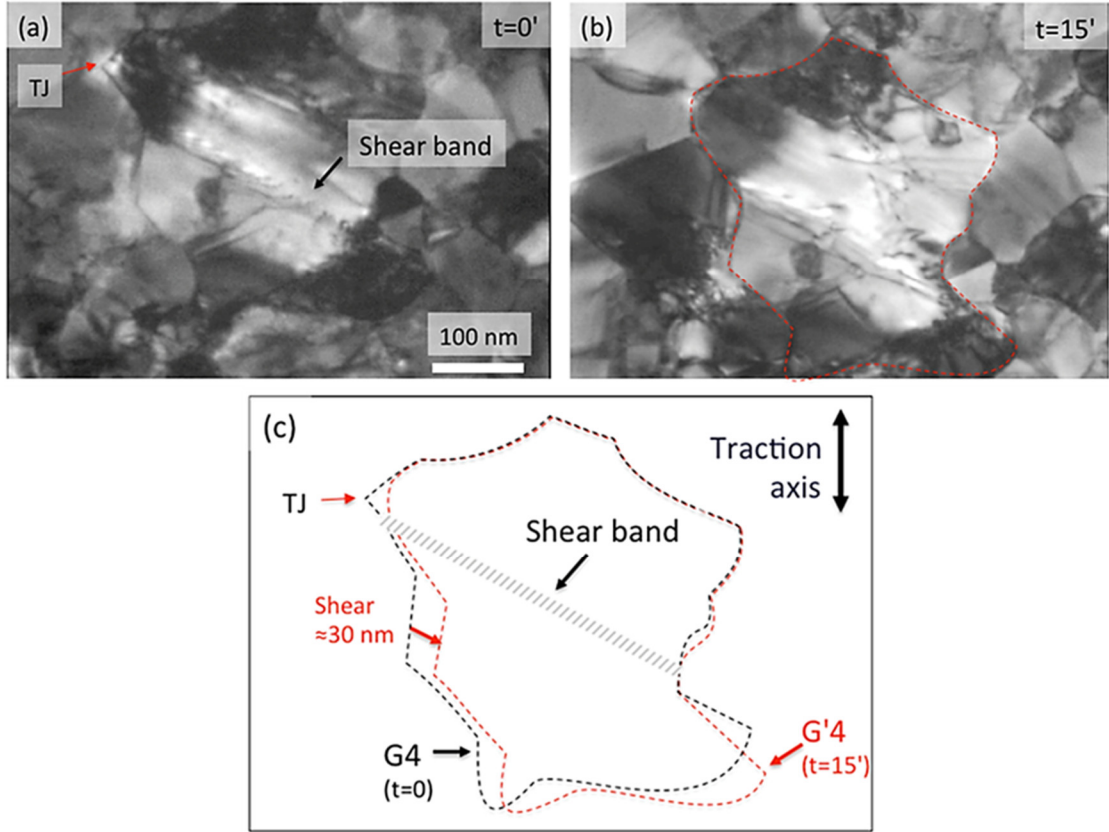 (a)
t=0'
TJ
Shear band
100 nm
(b)
t=15'
(c)
Traction
axis
TJ
Shear band
Shear
≈30 nm
G4
(t=0)
G'4
(t=15')